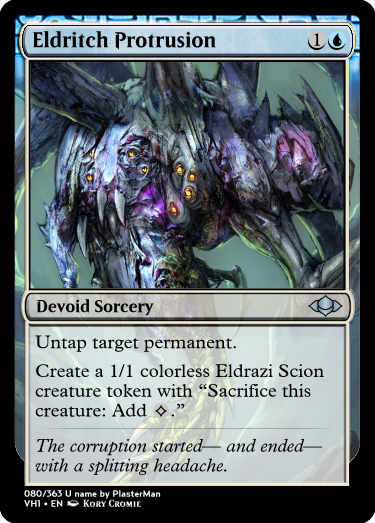 Eldritch Protrusion 1
Devoid Sorcery
Untap target permanent.
Create a 1/1 colorless Eldrazi Scion
creature token with “Sacrifice this
creature: Add .”
The corruption started— and ended—
with a splitting headache.
080/363 U name by PlasterMan
VH1 • EN Kory Cromie